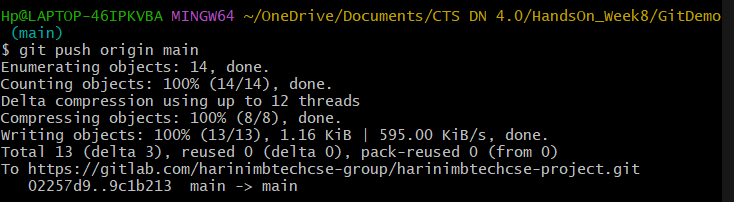 Hp@LAPTOP-46IPKVBA MINGW64 ~/OneDrive/Documents/CTS DN 4.0/HandsOn_Week8/GitDemo
(main)
$ git push origin main
Enumerating objects: 14, done.
Counting objects: 100% (14/14), done.
Delta compression using up to 12 threads
Compressing objects: 100% (8/8), done.
Writing objects: 100% (13/13), 1.16 KiB | 595.00 KiB/s, done.
Total 13 (delta 3), reused 0 (delta 0), pack-reused 0 (from 0)
To https://gitlab.com/harinimbtechcse-group/harinimbtechcse-project.git
02257d9..9c1b213  main -> main